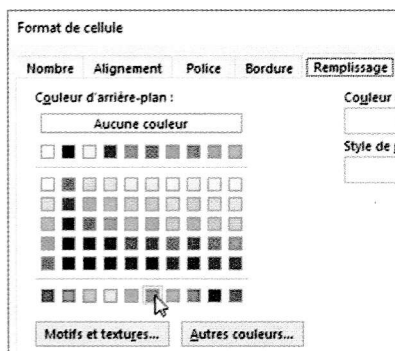 Format de cellule
Nombre Alignement Police Bordure Remplissage
Couleur d'arrière-plan :
Aucune couleur
Couleur
Style de
Motifs et textures...
Autres couleurs...